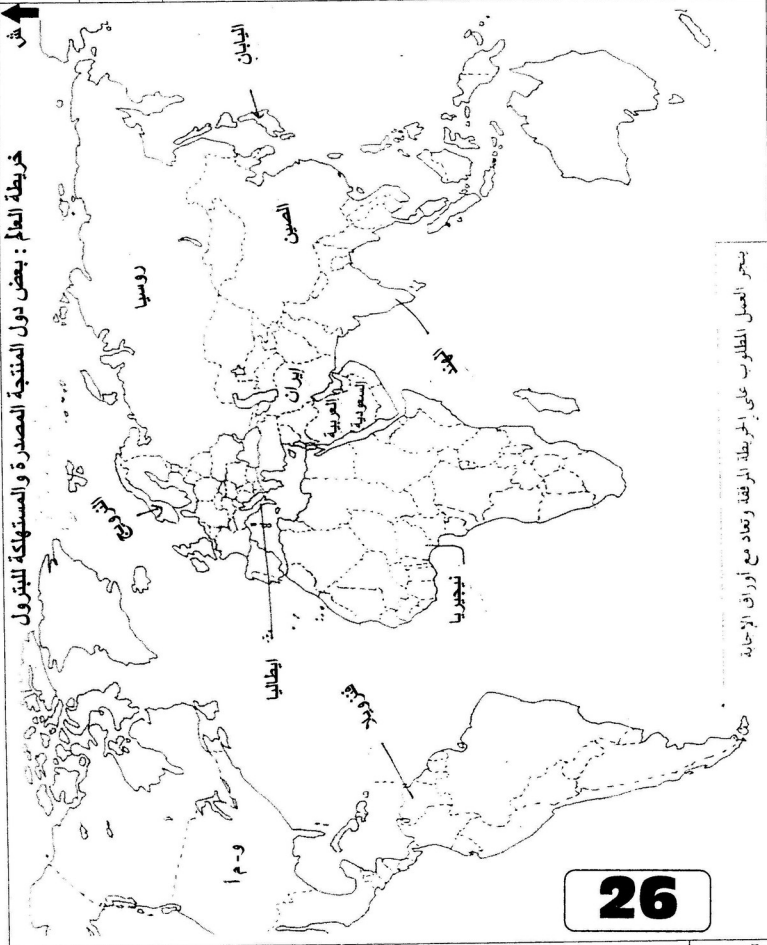 ش
خريطة العالم : بعض دول المنتجة المصدرة والمستهلكة للبترول
اليابان
روسيا
الصين
الهند
إيران
العربية
السعودية
النرويج
ايطاليا
نيجيريا
فنزويلا
و-م ا
ينجز العمل المطلوب على الخريطة المرفقة وتعاد مع أوراق الإجابة
26